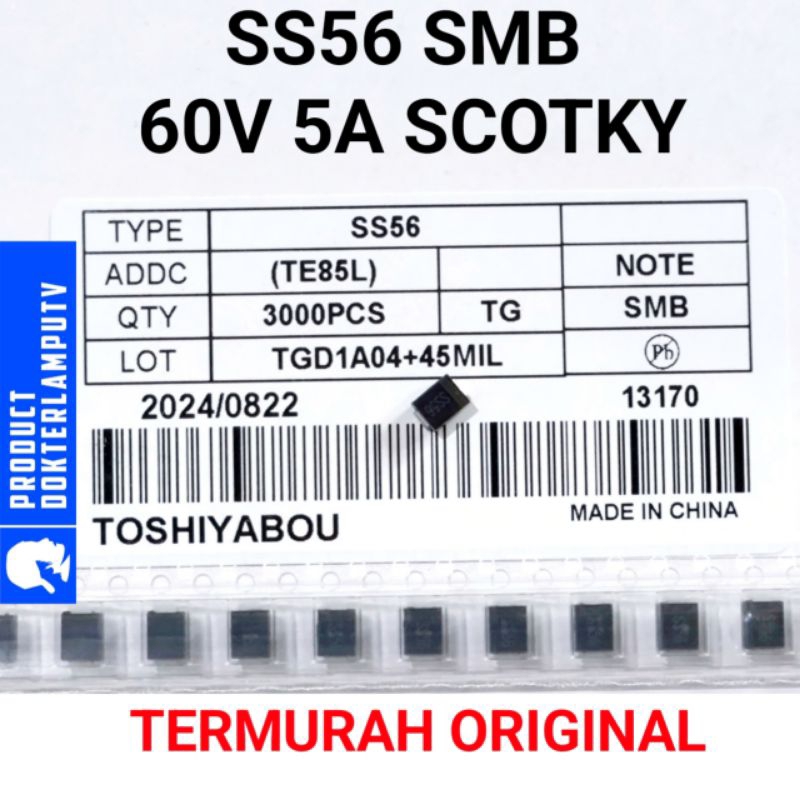 SS56 SMB
60V 5A SCOTKY
TYPE SS56
ADDC (TE85L) NOTE
QTY 3000PCS TG SMB
LOT TGD1A04+45MIL Pb
2024/0822 13170
SS56
TOSHIYABOU MADE IN CHINA
PRODUCT
DOKTERLAMPUTV
TERMURAH ORIGINAL